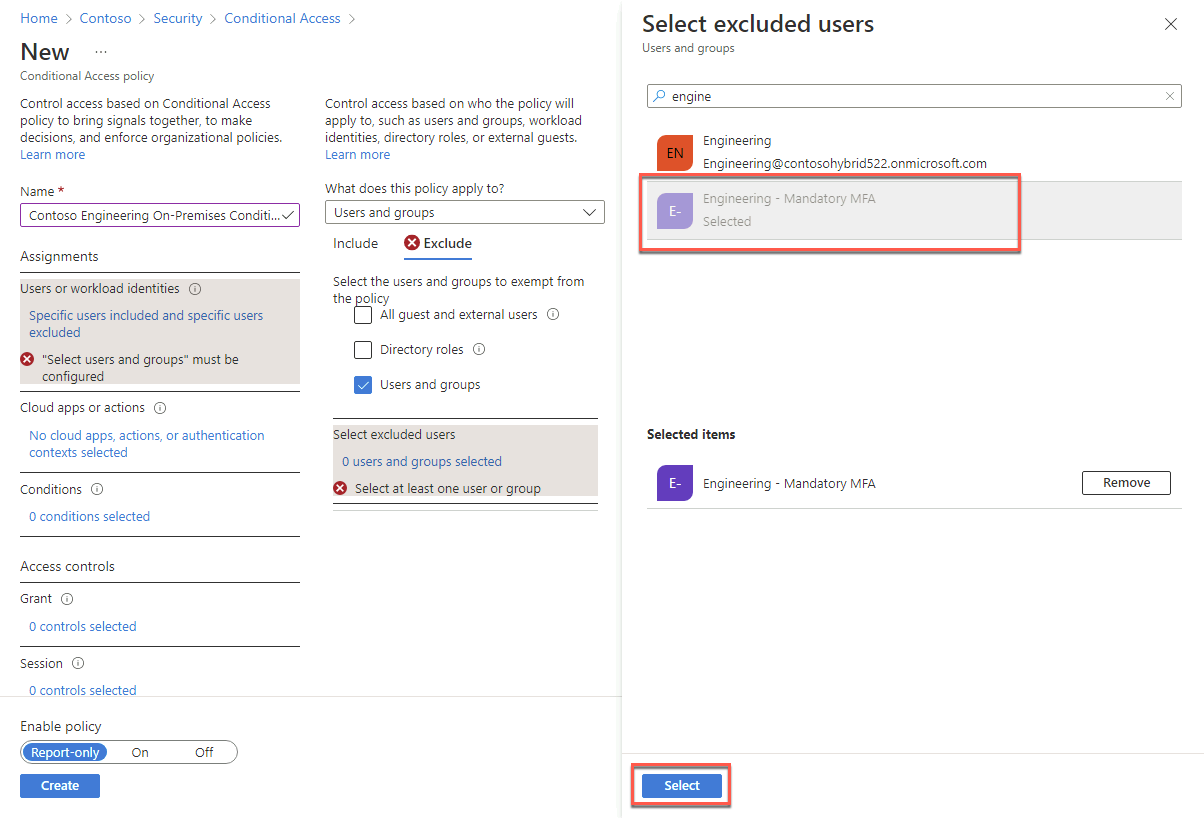 Home > Contoso > Security > Conditional Access >
New ...
Conditional Access policy
Control access based on Conditional Access
policy to bring signals together, to make
decisions, and enforce organizational policies.
Learn more
Name *
Contoso Engineering On-Premises Conditi...
Assignments
Users or workload identities
Specific users included and specific users
excluded
"Select users and groups" must be
configured
Cloud apps or actions
No cloud apps, actions, or authentication
contexts selected
Conditions
0 conditions selected
Access controls
Grant
0 controls selected
Session
0 controls selected
Enable policy
Report-only On Off
Create
Control access based on who the policy will
apply to, such as users and groups, workload
identities, directory roles, or external guests.
Learn more
What does this policy apply to?
Users and groups
Include Exclude
Select the users and groups to exempt from
the policy
All guest and external users
Directory roles
Users and groups
Select excluded users
0 users and groups selected
Select at least one user or group
Select excluded users
Users and groups
engine
EN
Engineering
Engineering@contosohybrid522.onmicrosoft.com
E-
Engineering - Mandatory MFA
Selected
Selected items
E- Engineering - Mandatory MFA Remove
Select